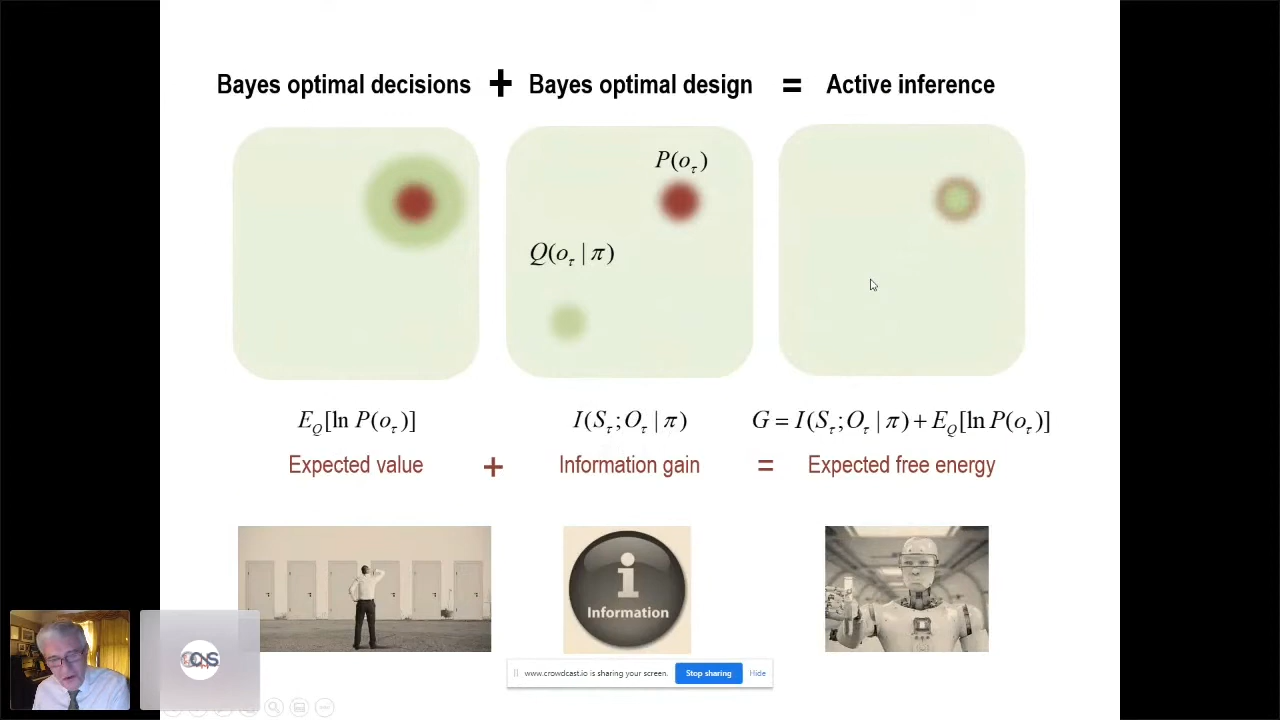 Bayes optimal decisions + Bayes optimal design = Active inference
P(o_τ)
Q(o_τ | π)
E_Q[ln P(o_τ)]
I(S_τ; O_τ | π)
G = I(S_τ; O_τ | π) + E_Q[ln P(o_τ)]
Expected value + Information gain = Expected free energy
i
Information
www.crowdcast.io is sharing your screen. Stop sharing Hide